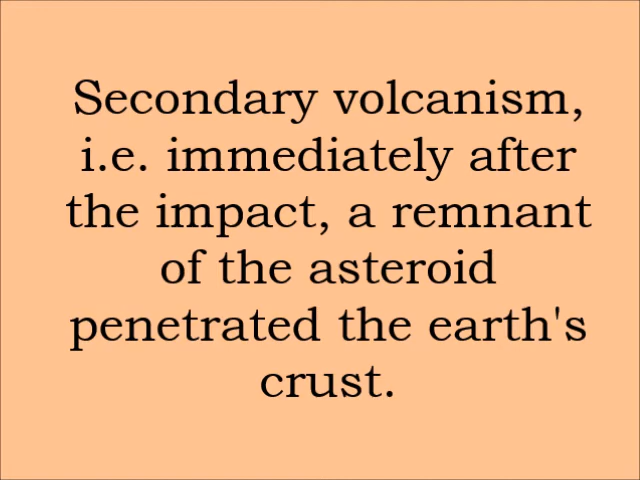 Secondary volcanism,
i.e. immediately after
the impact, a remnant
of the asteroid
penetrated the earth's
crust.